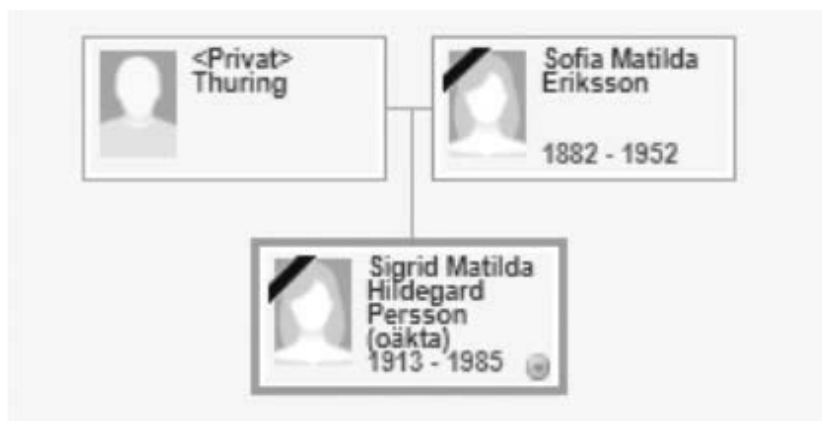 <Privat>
Thuring
Sofia Matilda
Eriksson
1882 - 1952
Sigrid Matilda
Hildegard
Persson
(oäkta)
1913 - 1985